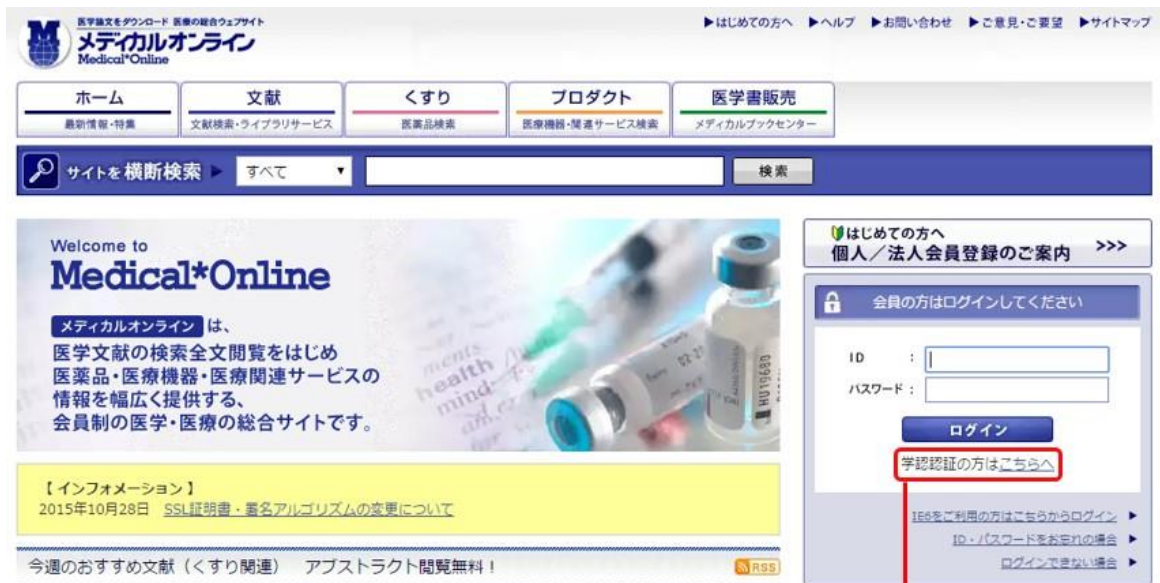 医学論文をダウンロード 医療の総合ウェブサイト
メディカルオンライン
Medical*Online
▶はじめての方へ ▶ヘルプ ▶お問い合わせ ▶ご意見・ご要望 ▶サイトマップ
ホーム 文献 くすり プロダクト 医学書販売
最新情報・特集 文献検索・ライブラリサービス 医薬品検索 医療機器・関連サービス検索 メディカルブックセンター
サイトを横断検索 ▶ すべて ▼ 検索
Welcome to
Medical*Online
メディカルオンライン は、
医学文献の検索全文閲覧をはじめ
医薬品・医療機器・医療関連サービスの
情報を幅広く提供する、
会員制の医学・医療の総合サイトです。
health
mind
02-27
HU19680
はじめての方へ
個人／法人会員登録のご案内 >>>
会員の方はログインしてください
ID :
パスワード :
ログイン
学認認証の方はこちらへ
IE6をご利用の方はこちらからログイン ▶
ID・パスワードをお忘れの場合 ▶
ログインできない場合 ▶
【インフォメーション】
2015年10月28日 SSL証明書・署名アルゴリズムの変更について
今週のおすすめ文献（くすり関連） アブストラクト閲覧無料！ RSS